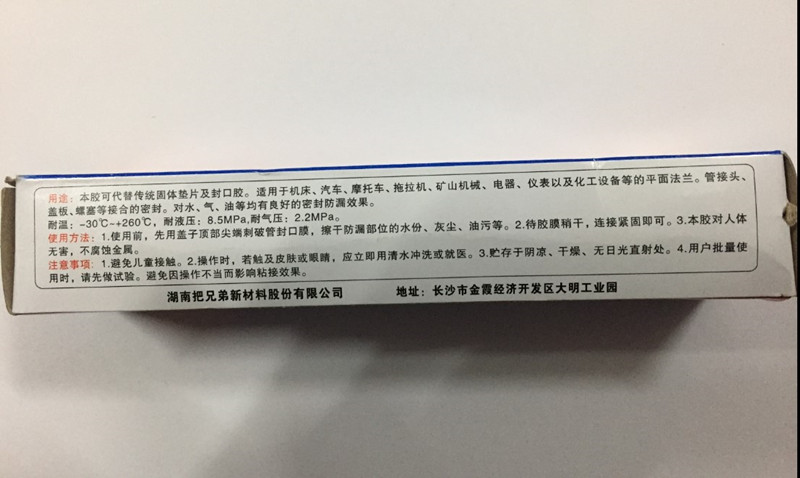 用途：本胶可代替传统固体垫片及封口胶。适用于机床、汽车、摩托车、拖拉机、矿山机械、电器、仪表以及化工设备等的平面法兰。管接头、
盖板、螺塞等接合的密封。对水、气、油等均有良好的密封防漏效果。
耐温：-30℃~+260℃，耐液压：8.5MPa,耐气压：2.2MPa。
使用方法：1.使用前，先用盖子顶部尖端刺破管封口膜，擦干防漏部位的水份、灰尘、油污等。2.待胶膜稍干，连接紧固即可。3.本胶对人体
无害，不腐蚀金属。
注意事项：1.避免儿童接触。2.操作时，若触及皮肤或眼睛，应立即用清水冲洗或就医。3.贮存于阴凉、干燥、无日光直射处。4.用户批量使
用时，请先做试验。避免因操作不当而影响粘接效果。
湖南把兄弟新材料股份有限公司 地址：长沙市金霞经济开发区大明工业园